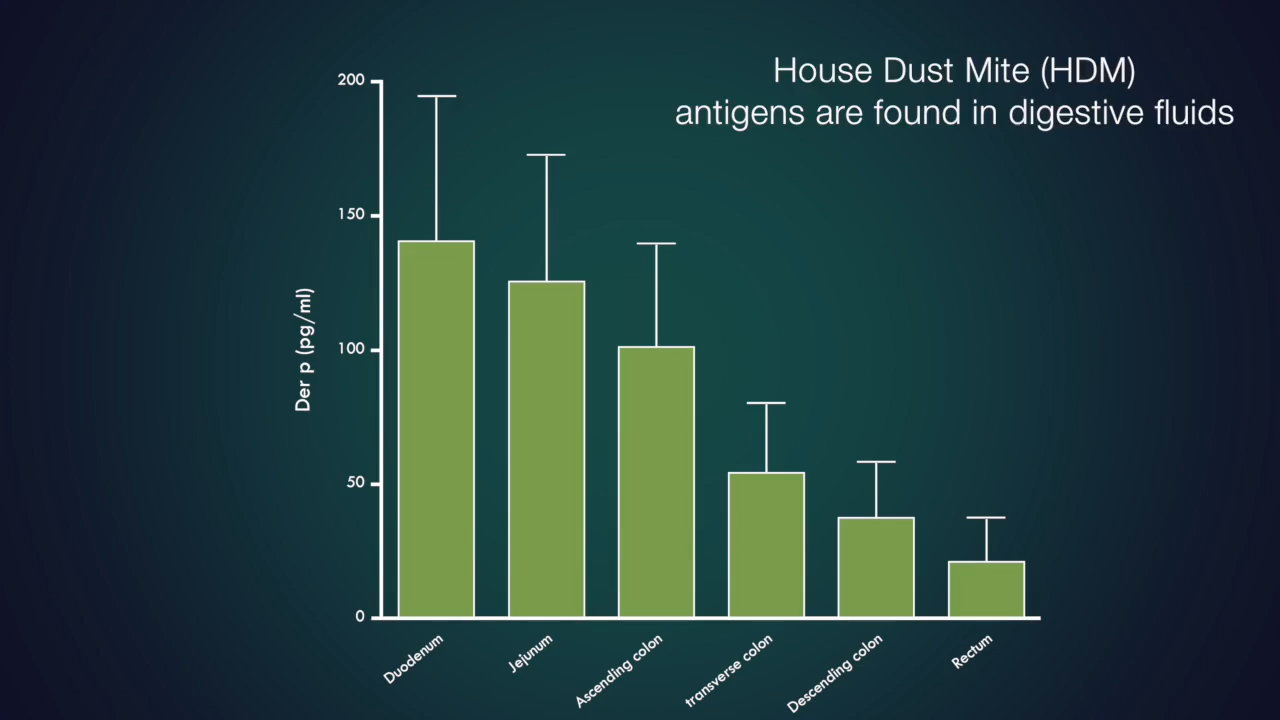 House Dust Mite (HDM)
antigens are found in digestive fluids
Der p (pg/ml)
200
150
100
50
0
Duodenum
Jejunum
Ascending colon
transverse colon
Descending colon
Rectum